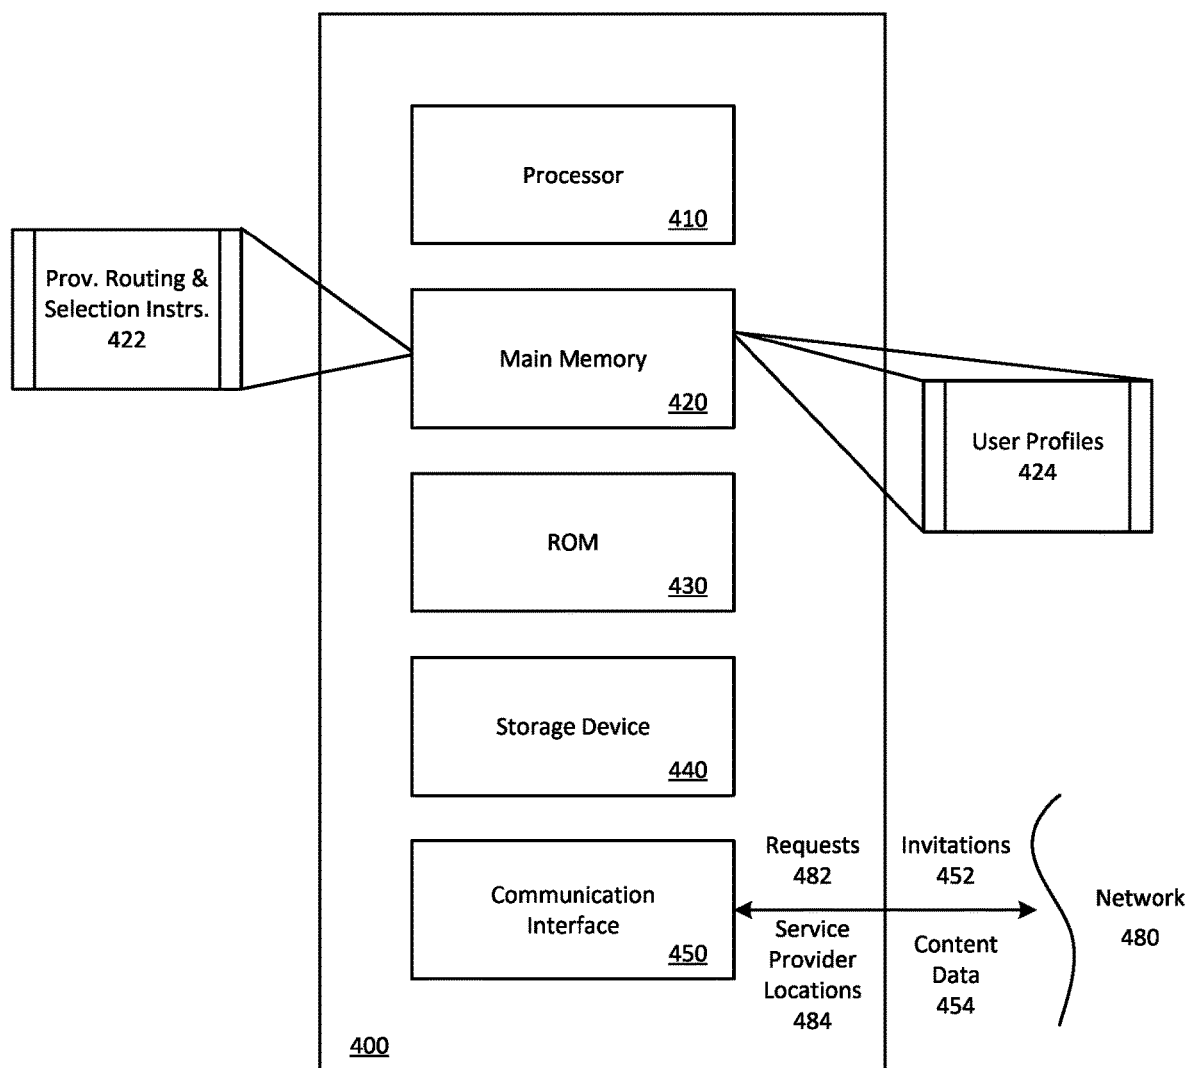 Processor
410
Prov. Routing &
Selection Instrs.
422
Main Memory
420
User Profiles
424
ROM
430
Storage Device
440
Communication
Interface
450
Requests
482
Invitations
452
Service
Provider
Locations
484
Content
Data
454
Network
480
400